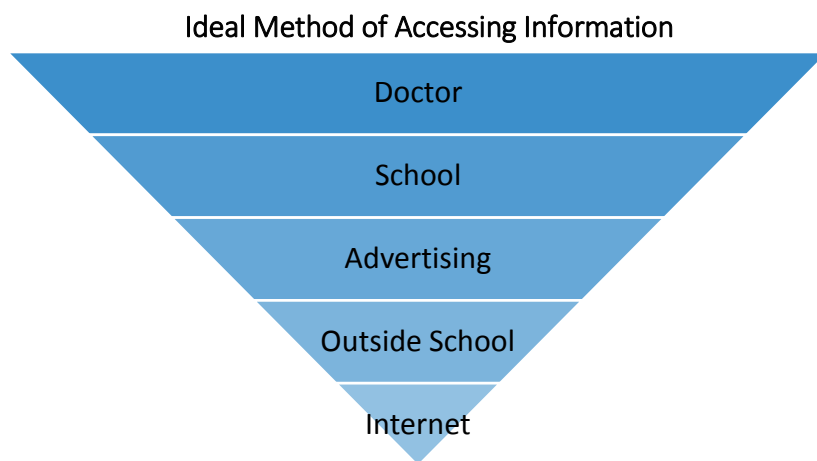 Ideal Method of Accessing Information
Doctor
School
Advertising
Outside School
Internet